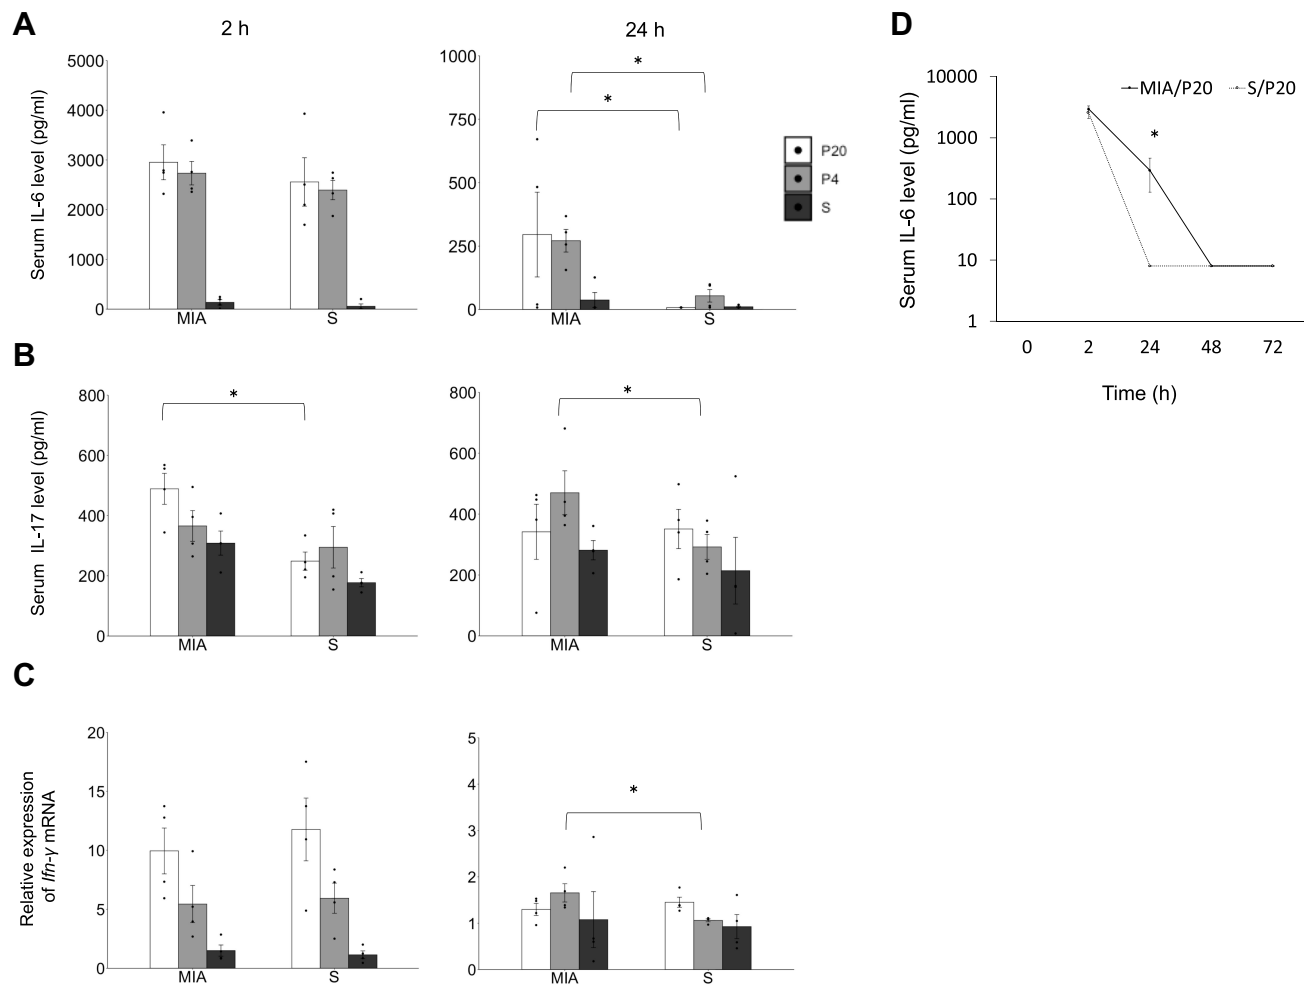 A
2 h
24 h
Serum IL-6 level (pg/ml)
5000
4000
3000
2000
1000
0
MIA
S
1000
750
500
250
0
*
*
MIA
S
P20
P4
S
D
Serum IL-6 level (pg/ml)
10000
1000
100
10
1
MIA/P20
S/P20
*
0
2
24
48
72
Time (h)
B
Serum IL-17 level (pg/ml)
800
600
400
200
0
*
MIA
S
800
600
400
200
0
*
MIA
S
C
Relative expression
of Ifn-γ mRNA
20
15
10
5
0
MIA
S
5
4
3
2
1
0
*
MIA
S